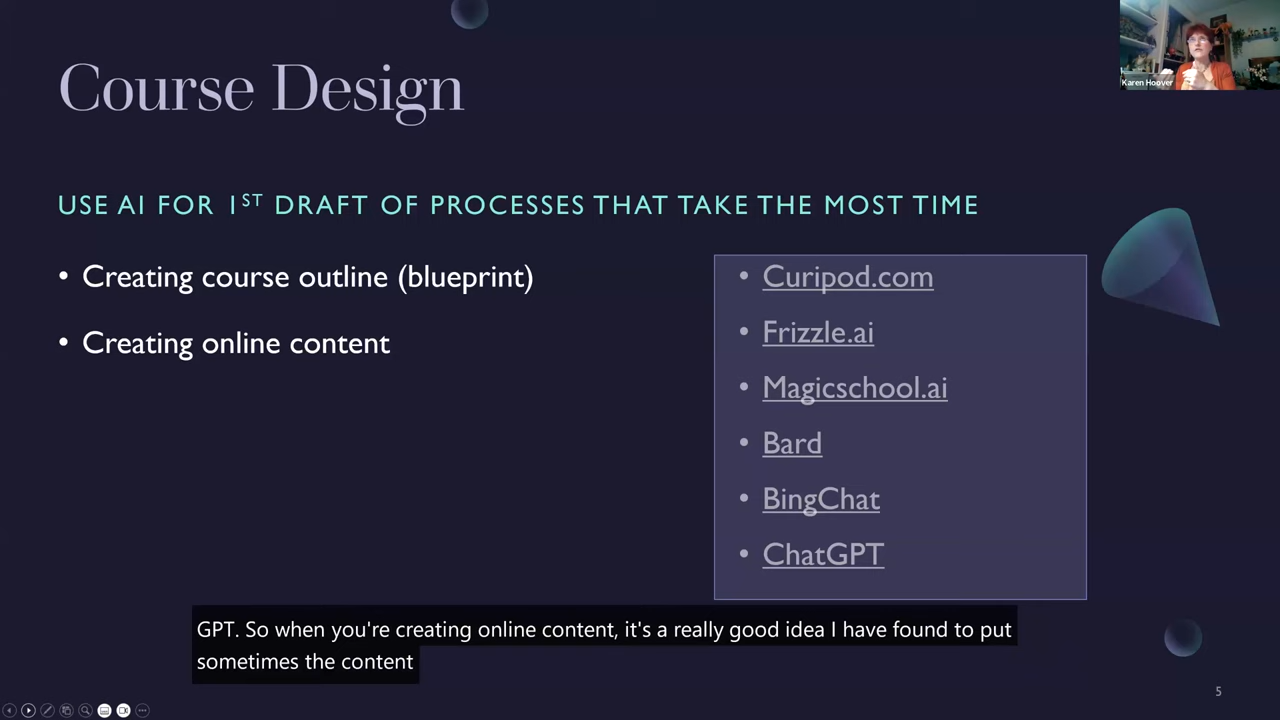 Course Design
Karen Hoover
USE AI FOR 1ST DRAFT OF PROCESSES THAT TAKE THE MOST TIME
• Creating course outline (blueprint)
• Creating online content
• Curipod.com
• Frizzle.ai
• Magicschool.ai
• Bard
• BingChat
• ChatGPT
GPT. So when you're creating online content, it's a really good idea I have found to put
sometimes the content
5